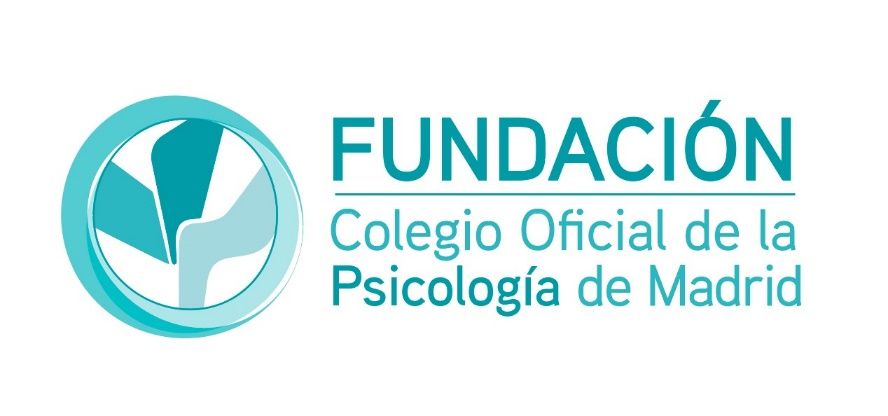 FUNDACIÓN
Colegio Oficial de la
Psicología de Madrid